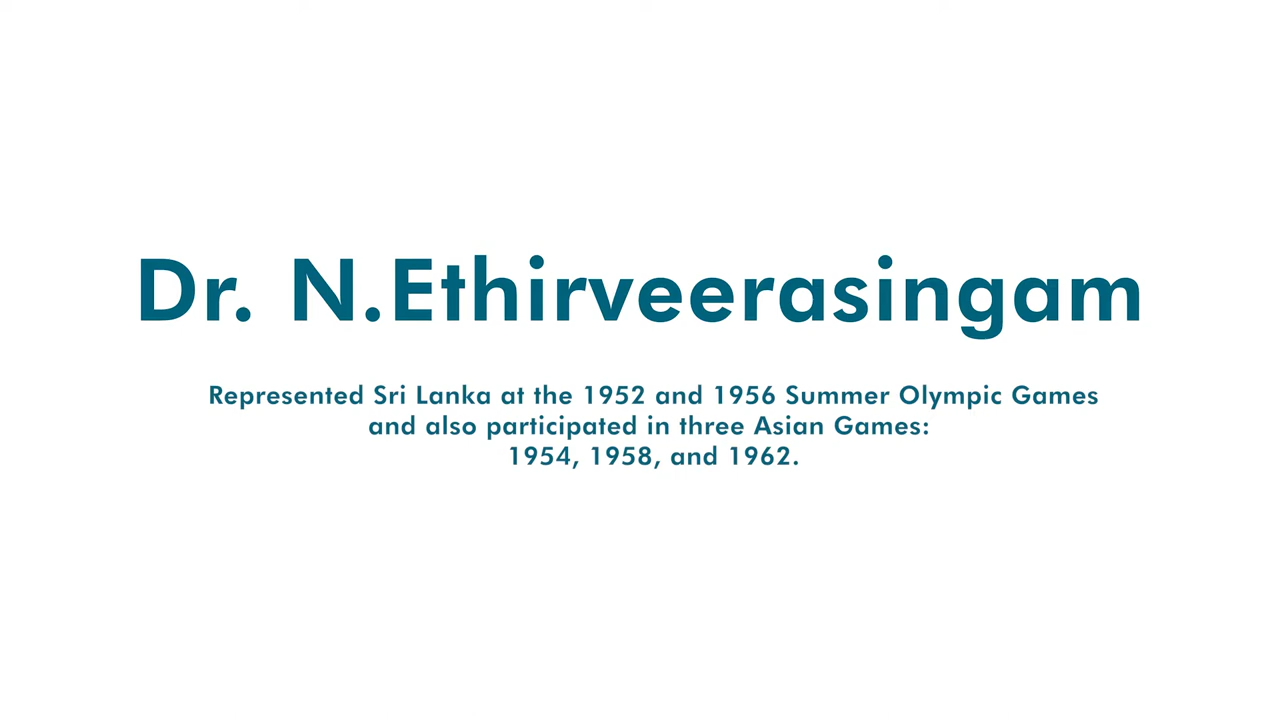 Dr. N.Ethirveerasingam
Represented Sri Lanka at the 1952 and 1956 Summer Olympic Games
and also participated in three Asian Games:
1954, 1958, and 1962.